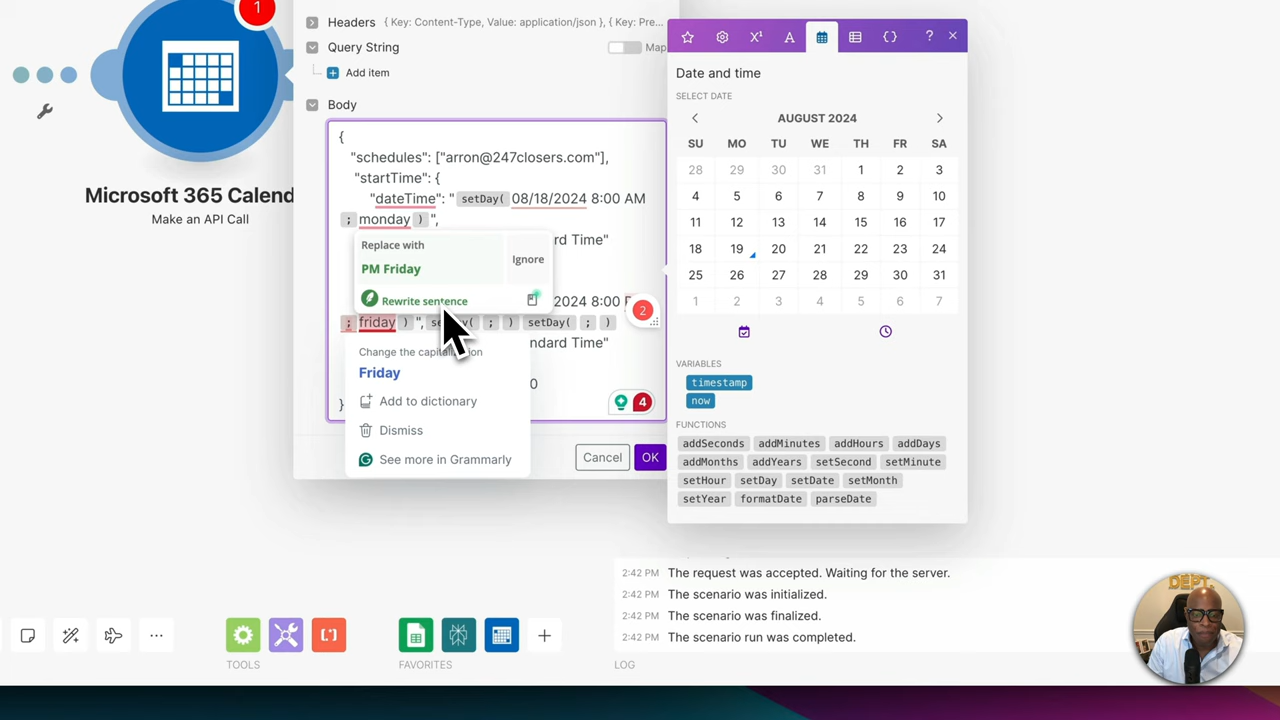 1
Headers { Key: Content-Type, Value: application/json }, { Key: Pre...
Query String
Map
Add item
Body
{
"schedules": ["arron@247closers.com"],
"startTime": {
"dateTime": " setDay( 08/18/2024 8:00 AM
; monday ) ",
rd Time"
Replace with
PM Friday
Ignore
Rewrite sentence
2024 8:00
2
; friday ) ", ( ; ) setDay( ; )
ndard Time"
Change the
Friday
0
Add to dictionary
}
4
Dismiss
See more in Grammarly
Cancel
OK
Microsoft 365 Calend
Make an API Call
?
Date and time
SELECT DATE
AUGUST 2024
SU MO TU WE TH FR SA
28 29 30 31 1 2 3
4 5 6 7 8 9 10
11 12 13 14 15 16 17
18 19 20 21 22 23 24
25 26 27 28 29 30 31
1 2 3 4 5 6 7
VARIABLES
timestamp
now
FUNCTIONS
addSeconds addMinutes addHours addDays
addMonths addYears setSecond setMinute
setHour setDay setDate setMonth
setYear formatDate parseDate
2:42 PM The request was accepted. Waiting for the server.
2:42 PM The scenario was initialized.
2:42 PM The scenario was finalized.
2:42 PM The scenario run was completed.
TOOLS
FAVORITES
LOG
DEPT.